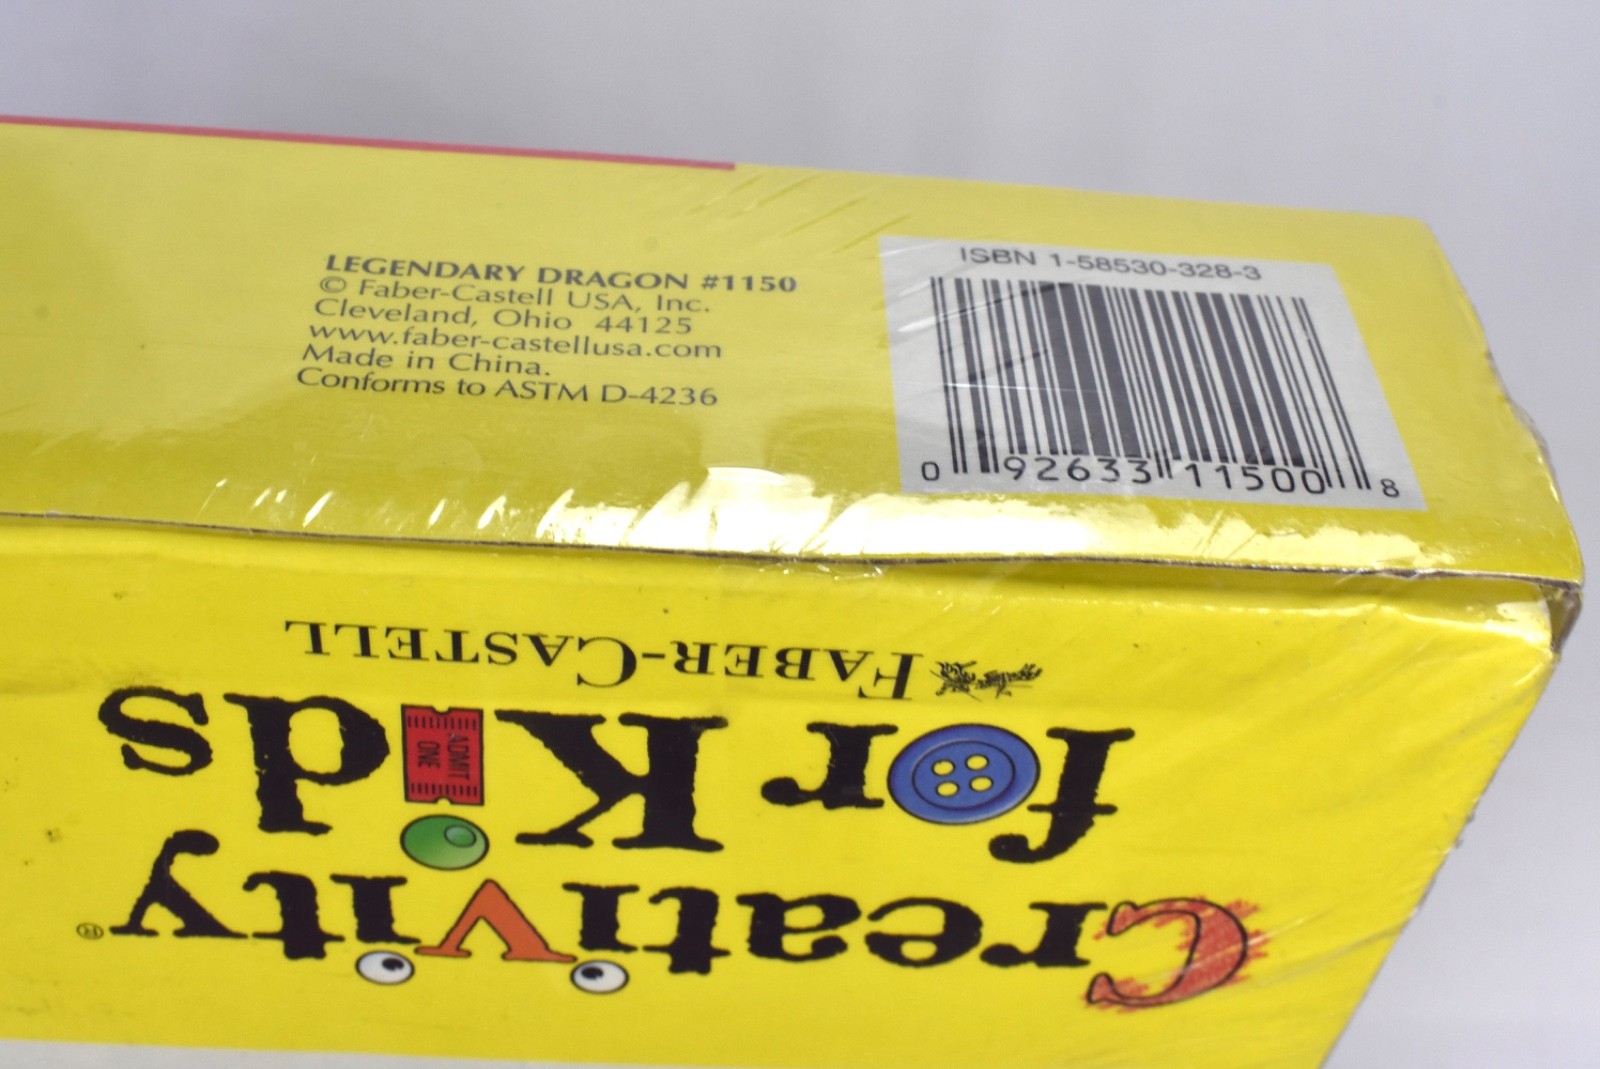 LEGENDARY DRAGON #1150
© Faber-Castell USA, Inc.
Cleveland, Ohio 44125
www.faber-castellusa.com
Made in China.
Conforms to ASTM D-4236
ISBN 1-58530-328-3
0 92633 11500 8
Creativity®
for Kids
ADMIT
ONE
FABER-CASTELL